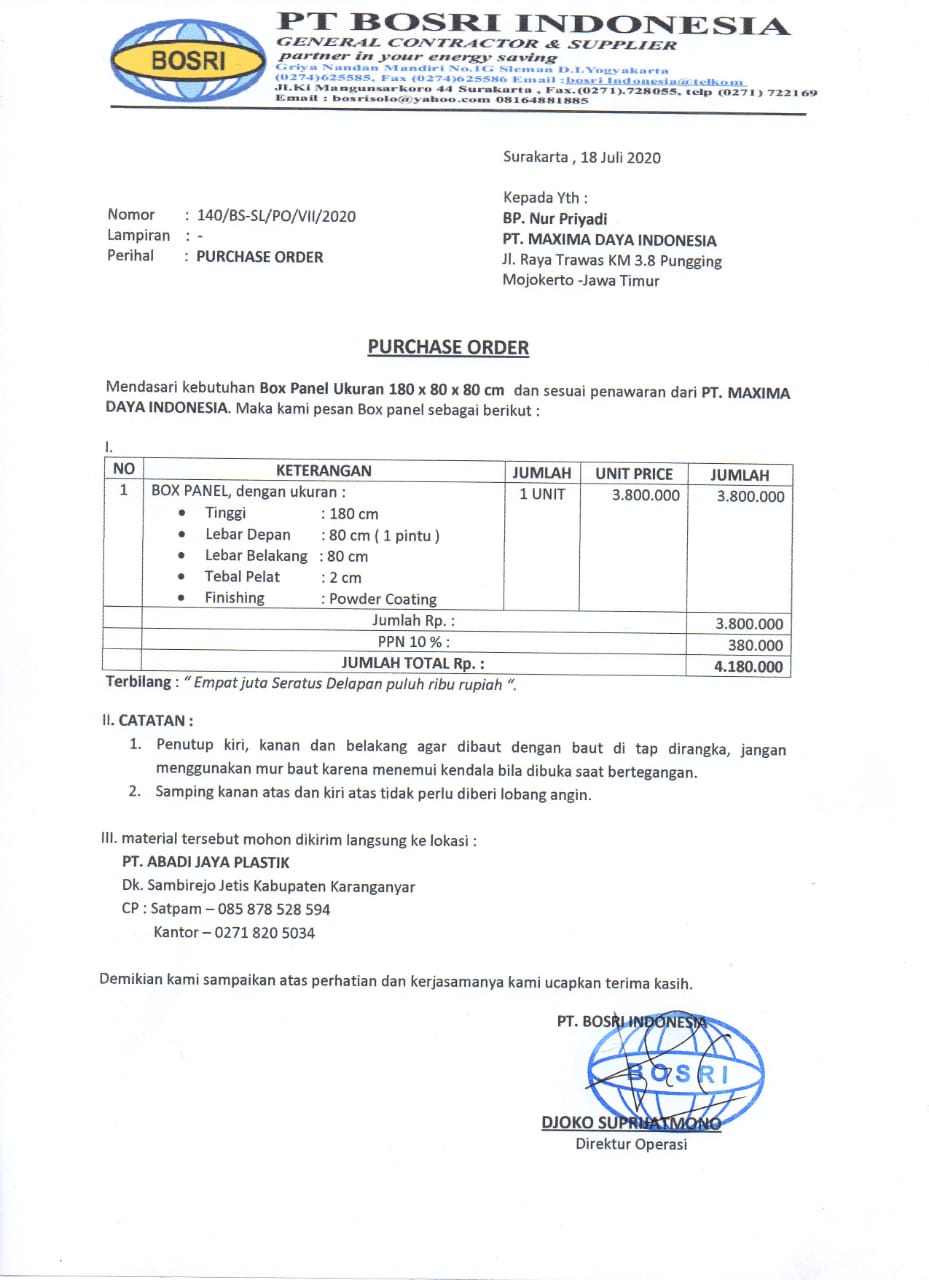 BOSRI
PT BOSRI INDONESIA
GENERAL CONTRACTOR & SUPPLIER
partner in your energy saving
Griya Nandan Mandiri No.1G Sleman D.I.Yogyakarta
(0274)625585, Fax (0274)625586 Email :bosri Indonesia@telkom
Jl.Ki Mangunsarkoro 44 Surakarta , Fax.(0271).728055, telp (0271) 722169
Email : bosrisolo@yahoo.com 08164881885
Surakarta , 18 Juli 2020
Nomor : 140/BS-SL/PO/VII/2020
Lampiran : -
Perihal : PURCHASE ORDER
Kepada Yth :
BP. Nur Priyadi
PT. MAXIMA DAYA INDONESIA
Jl. Raya Trawas KM 3.8 Pungging
Mojokerto -Jawa Timur
PURCHASE ORDER
Mendasari kebutuhan Box Panel Ukuran 180 x 80 x 80 cm dan sesuai penawaran dari PT. MAXIMA
DAYA INDONESIA. Maka kami pesan Box panel sebagai berikut :
I.
NO KETERANGAN JUMLAH UNIT PRICE JUMLAH
1 BOX PANEL, dengan ukuran : 1 UNIT 3.800.000 3.800.000
• Tinggi : 180 cm
• Lebar Depan : 80 cm ( 1 pintu )
• Lebar Belakang : 80 cm
• Tebal Pelat : 2 cm
• Finishing : Powder Coating
Jumlah Rp. : 3.800.000
PPN 10 % : 380.000
JUMLAH TOTAL Rp. : 4.180.000
Terbilang : “ Empat juta Seratus Delapan puluh ribu rupiah “.
II. CATATAN :
1. Penutup kiri, kanan dan belakang agar dibaut dengan baut di tap dirangka, jangan
menggunakan mur baut karena menemui kendala bila dibuka saat bertegangan.
2. Samping kanan atas dan kiri atas tidak perlu diberi lobang angin.
III. material tersebut mohon dikirim langsung ke lokasi :
PT. ABADI JAYA PLASTIK
Dk. Sambirejo Jetis Kabupaten Karanganyar
CP : Satpam – 085 878 528 594
Kantor – 0271 820 5034
Demikian kami sampaikan atas perhatian dan kerjasamanya kami ucapkan terima kasih.
PT. BOSRI INDONESIA
BOSRI
DJOKO SUPRIJATMONO
Direktur Operasi